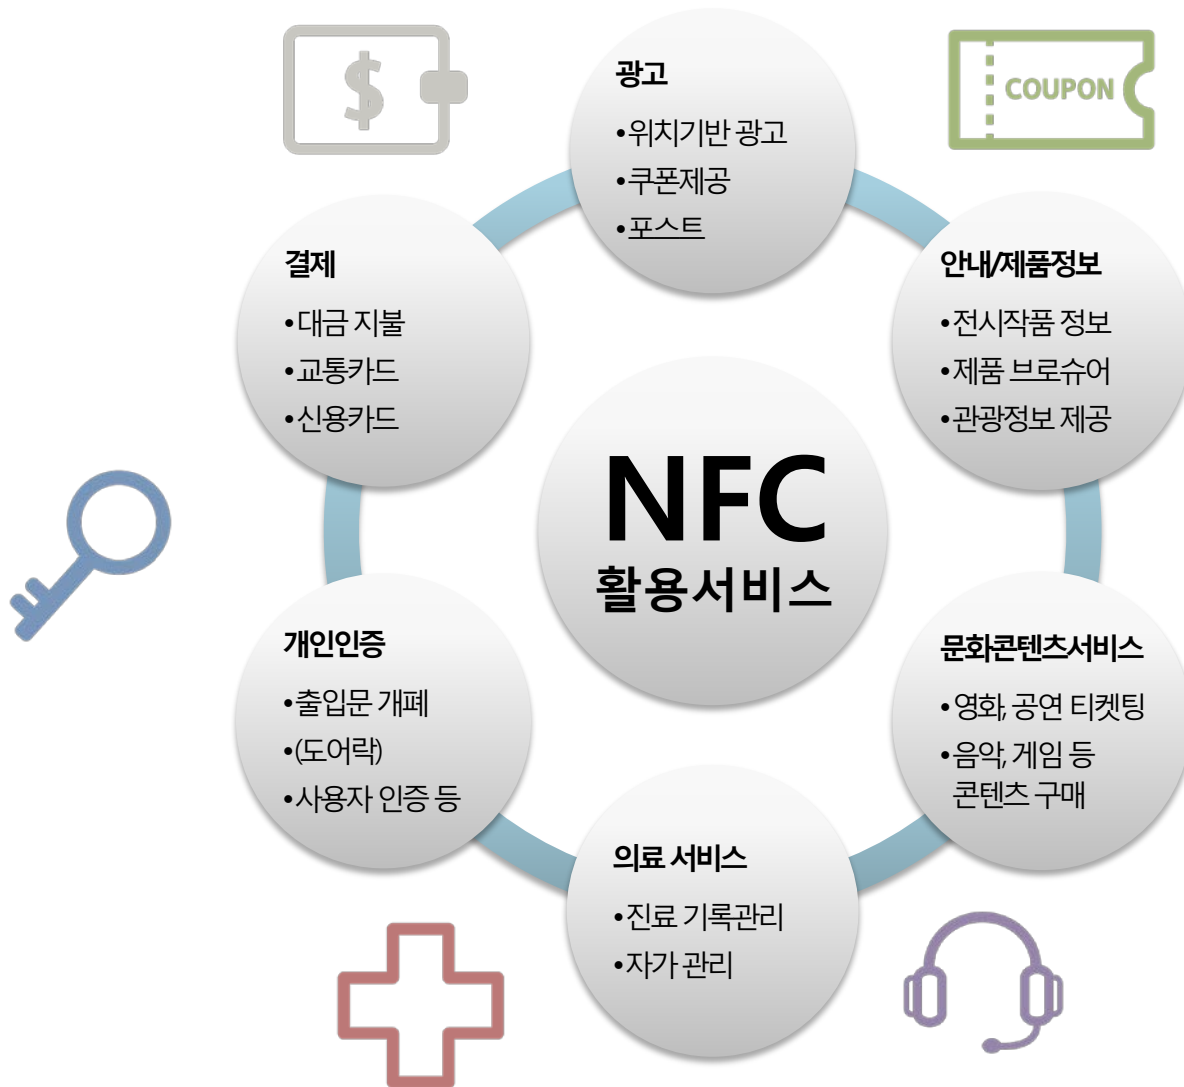 COUPON
광고
•위치기반 광고
•쿠폰제공
•포스트
결제
•대금 지불
•교통카드
•신용카드
안내/제품정보
•전시작품 정보
•제품 브로슈어
•관광정보 제공
NFC
활용서비스
개인인증
•출입문 개폐
•(도어락)
•사용자 인증 등
문화콘텐츠서비스
•영화, 공연 티켓팅
•음악, 게임 등
콘텐츠 구매
의료 서비스
•진료 기록관리
•자가 관리